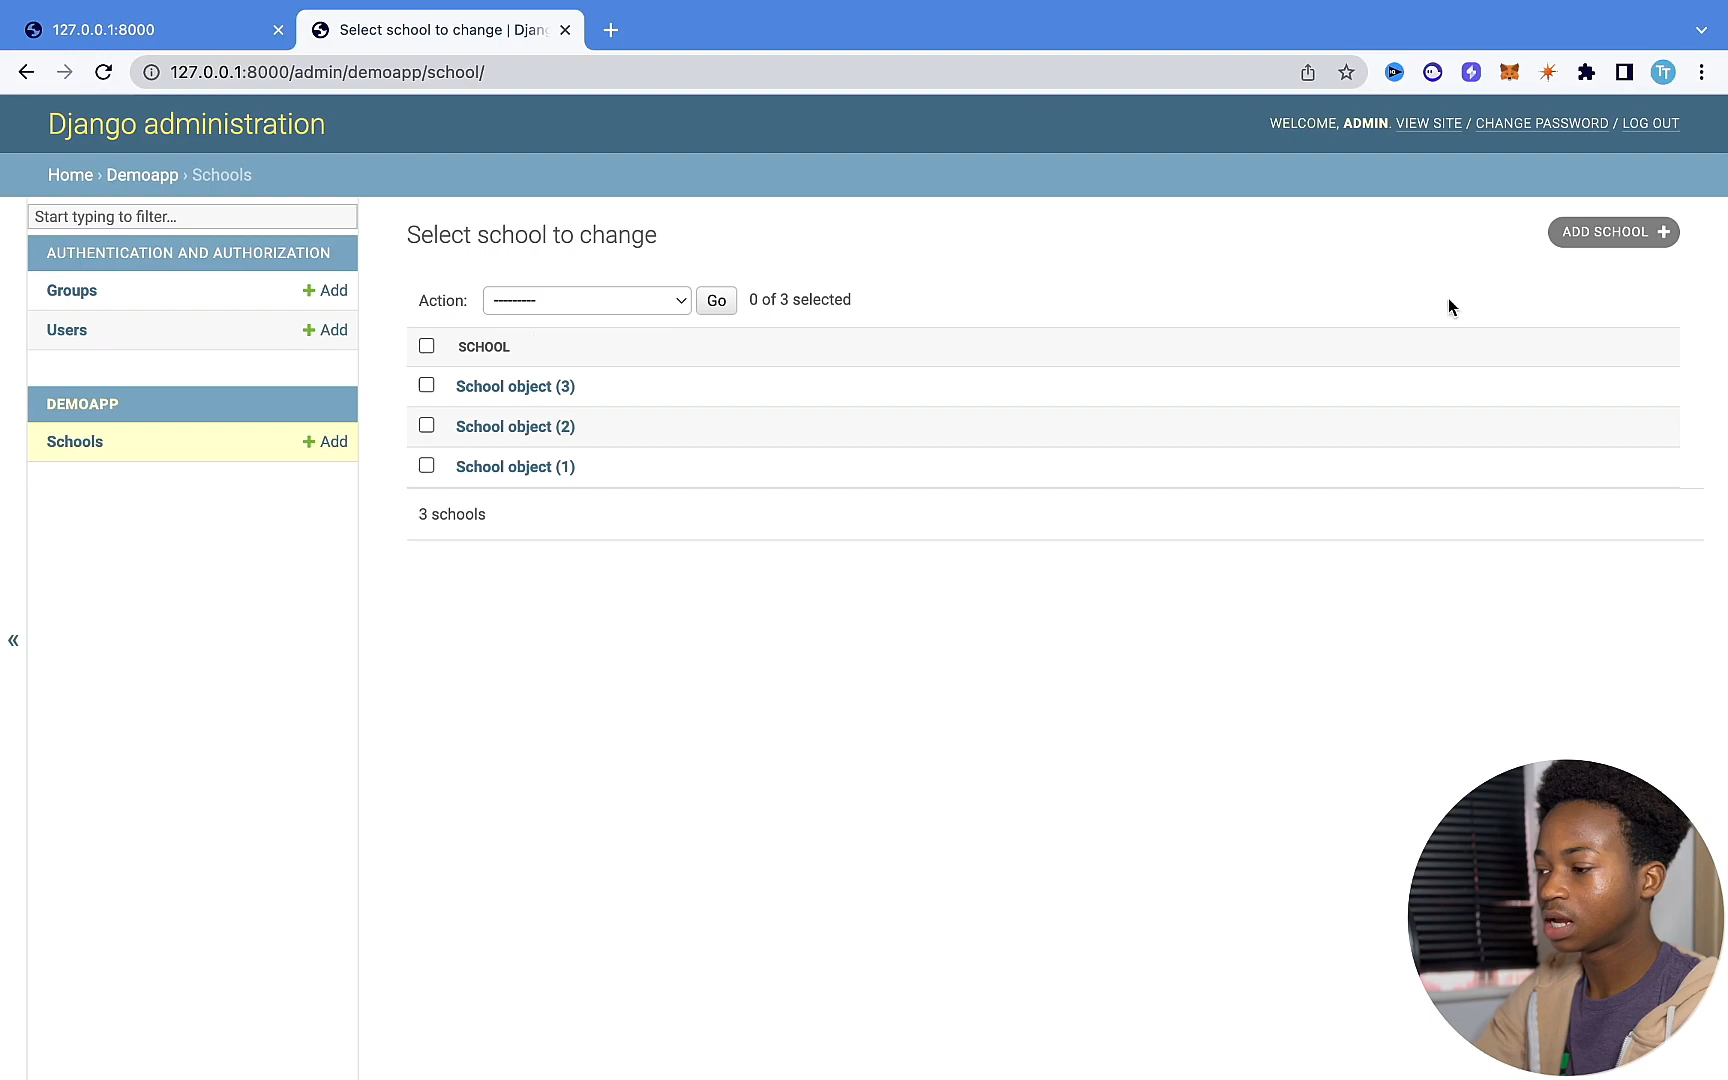 127.0.0.1:8000
Select school to change | Djan
127.0.0.1:8000/admin/demoapp/school/
TT
Django administration
WELCOME, ADMIN. VIEW SITE / CHANGE PASSWORD / LOG OUT
Home › Demoapp › Schools
Start typing to filter...
AUTHENTICATION AND AUTHORIZATION
Groups + Add
Users + Add
DEMOAPP
Schools + Add
«
Select school to change
ADD SCHOOL +
Action: --------- Go 0 of 3 selected
SCHOOL
School object (3)
School object (2)
School object (1)
3 schools